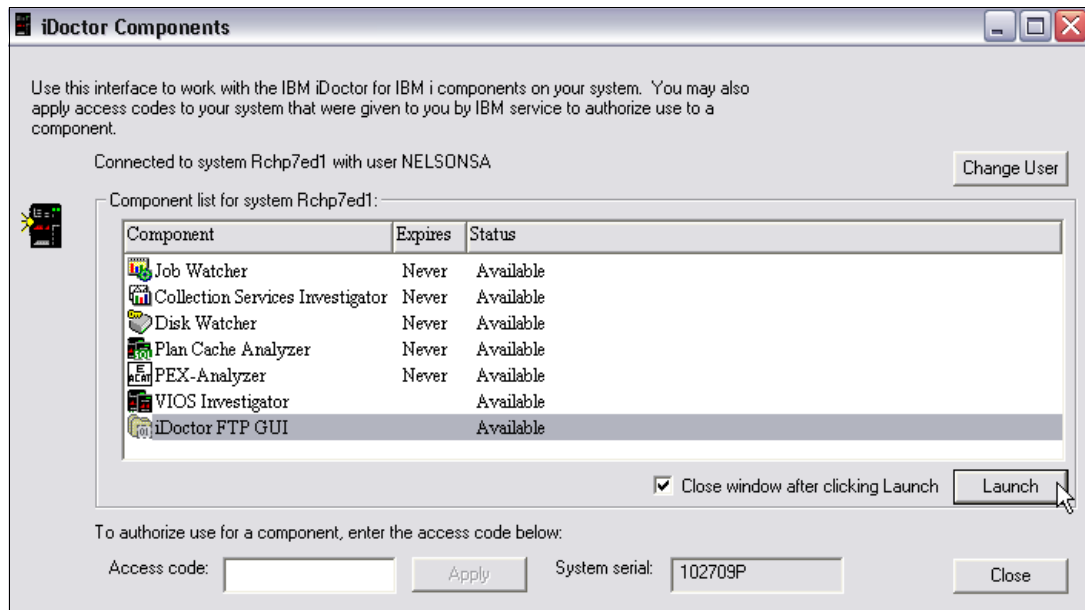 iDoctor Components
Use this interface to work with the IBM iDoctor for IBM i components on your system. You may also
apply access codes to your system that were given to you by IBM service to authorize use to a
component.
Connected to system Rchp7ed1 with user NELSONSA
Change User
Component list for system Rchp7ed1:
Component Expires Status
Job Watcher Never Available
Collection Services Investigator Never Available
Disk Watcher Never Available
Plan Cache Analyzer Never Available
PEX-Analyzer Never Available
VIOS Investigator Available
iDoctor FTP GUI Available
Close window after clicking Launch Launch
To authorize use for a component, enter the access code below:
Access code: Apply System serial: 102709P Close